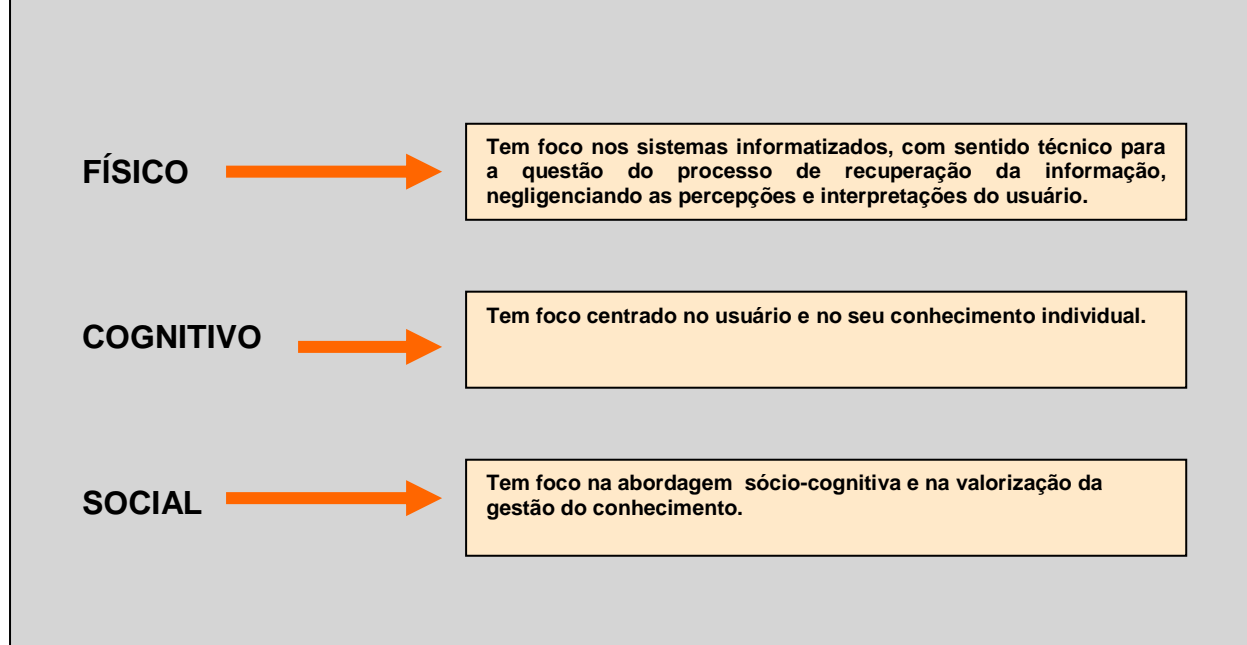 FÍSICO
Tem foco nos sistemas informatizados, com sentido técnico para
a questão do processo de recuperação da informação,
negligenciando as percepções e interpretações do usuário.
COGNITIVO
Tem foco centrado no usuário e no seu conhecimento individual.
SOCIAL
Tem foco na abordagem sócio-cognitiva e na valorização da
gestão do conhecimento.